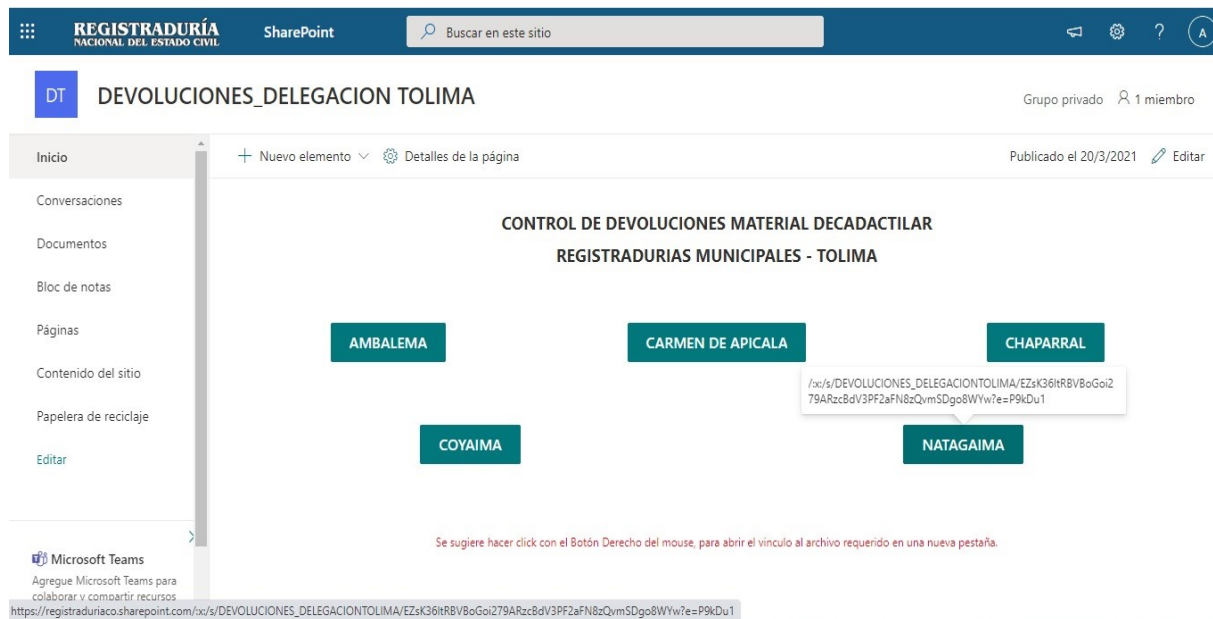 REGISTRADURÍA
NACIONAL DEL ESTADO CIVIL
SharePoint
Buscar en este sitio
?
A
DT
DEVOLUCIONES_DELEGACION TOLIMA
Grupo privado 1 miembro
Inicio
Conversaciones
Documentos
Bloc de notas
Páginas
Contenido del sitio
Papelera de reciclaje
Editar
Microsoft Teams
Agregue Microsoft Teams para
colaborar y compartir recursos
+ Nuevo elemento
Detalles de la página
Publicado el 20/3/2021
Editar
CONTROL DE DEVOLUCIONES MATERIAL DECADACTILAR
REGISTRADURIAS MUNICIPALES - TOLIMA
AMBALEMA
CARMEN DE APICALA
CHAPARRAL
/:x:/s/DEVOLUCIONES_DELEGACIONTOLIMA/EZsK36ItRBVBoGoi2
79ARzcBdV3PF2aFN8zQvmSDgo8WYw?e=P9kDu1
COYAIMA
NATAGAIMA
Se sugiere hacer click con el Botón Derecho del mouse, para abrir el vinculo al archivo requerido en una nueva pestaña.
https://registraduriaco.sharepoint.com/:x:/s/DEVOLUCIONES_DELEGACIONTOLIMA/EZsK36ItRBVBoGoi279ARzcBdV3PF2aFN8zQvmSDgo8WYw?e=P9kDu1